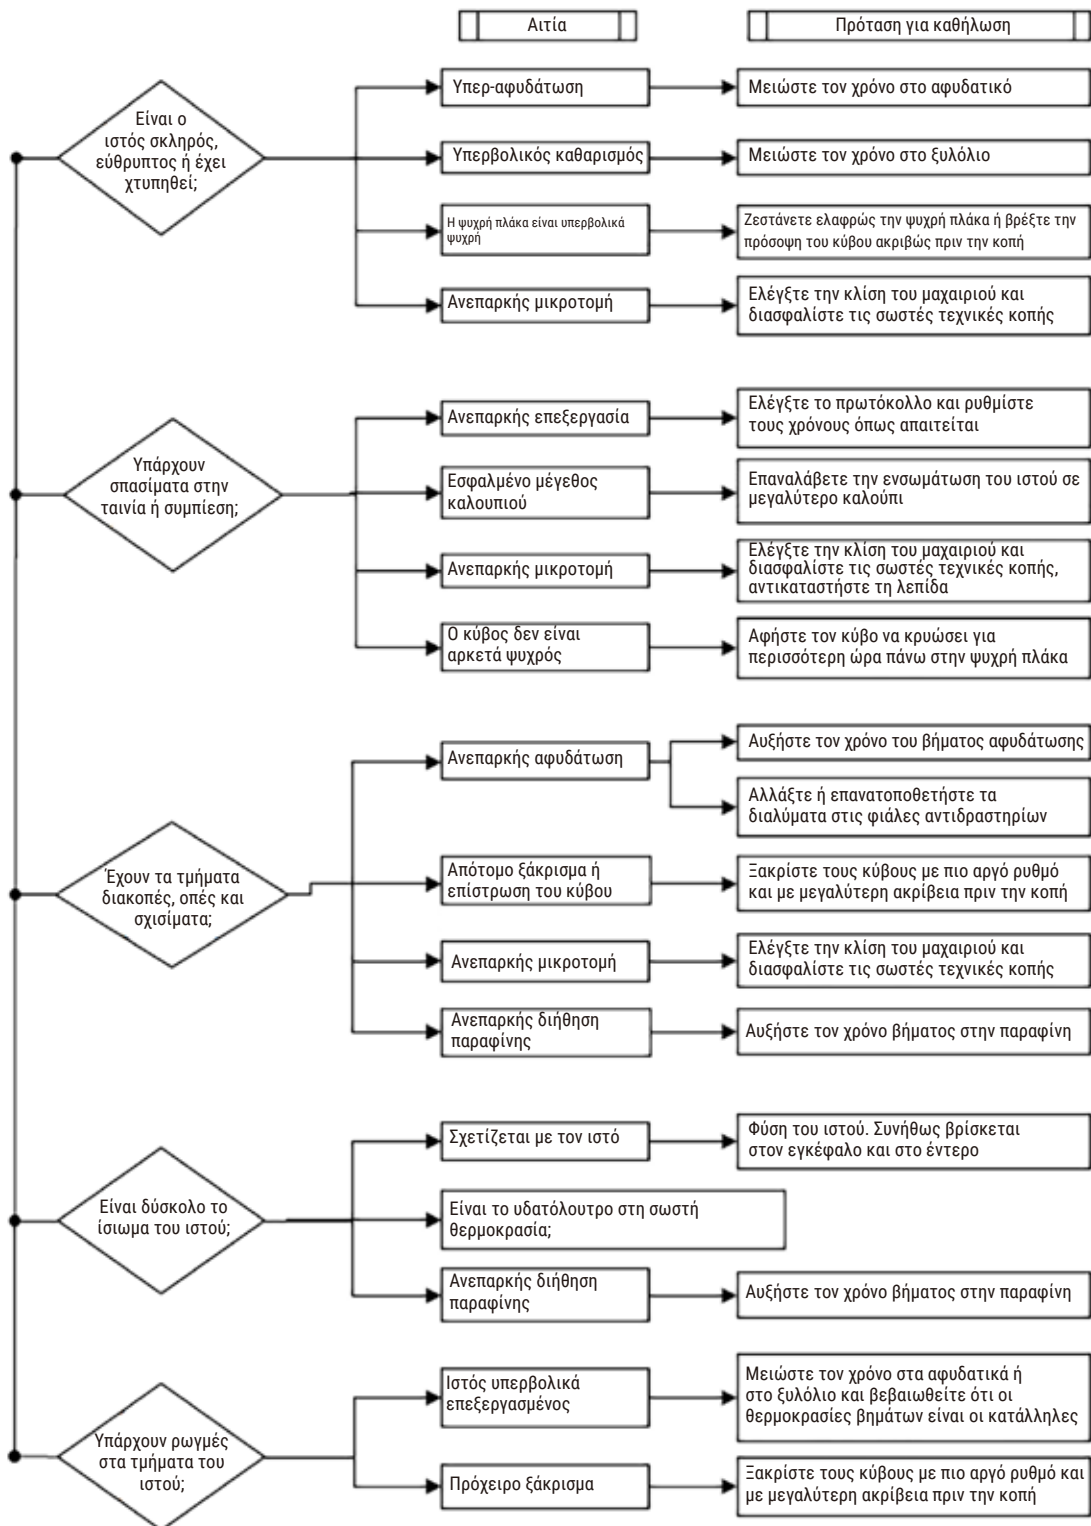 Αιτία
Πρόταση για καθήλωση
Είναι ο
ιστός σκληρός,
εύθρυπτος ή έχει
χτυπηθεί;
Υπερ-αφυδάτωση
Μειώστε τον χρόνο στο αφυδατικό
Υπερβολικός καθαρισμός
Μειώστε τον χρόνο στο ξυλόλιο
Η ψυχρή πλάκα είναι υπερβολικά
ψυχρή
Ζεστάνετε ελαφρώς την ψυχρή πλάκα ή βρέξτε την
πρόσοψη του κύβου ακριβώς πριν την κοπή
Ανεπαρκής μικροτομή
Ελέγξτε την κλίση του μαχαιριού και
διασφαλίστε τις σωστές τεχνικές κοπής
Υπάρχουν
σπασίματα στην
ταινία ή συμπίεση;
Ανεπαρκής επεξεργασία
Ελέγξτε το πρωτόκολλο και ρυθμίστε
τους χρόνους όπως απαιτείται
Εσφαλμένο μέγεθος
καλουπιού
Επαναλάβετε την ενσωμάτωση του ιστού σε
μεγαλύτερο καλούπι
Ανεπαρκής μικροτομή
Ελέγξτε την κλίση του μαχαιριού και
διασφαλίστε τις σωστές τεχνικές κοπής,
αντικαταστήστε τη λεπίδα
Ο κύβος δεν είναι
αρκετά ψυχρός
Αφήστε τον κύβο να κρυώσει για
περισσότερη ώρα πάνω στην ψυχρή πλάκα
Έχουν τα τμήματα
διακοπές, οπές και
σχισίματα;
Ανεπαρκής αφυδάτωση
Αυξήστε τον χρόνο του βήματος αφυδάτωσης
Αλλάξτε ή επανατοποθετήστε τα
διαλύματα στις φιάλες αντιδραστηρίων
Απότομο ξάκρισμα ή
επίστρωση του κύβου
Ξακρίστε τους κύβους με πιο αργό ρυθμό
και με μεγαλύτερη ακρίβεια πριν την κοπή
Ανεπαρκής μικροτομή
Ελέγξτε την κλίση του μαχαιριού και
διασφαλίστε τις σωστές τεχνικές κοπής
Ανεπαρκής διήθηση
παραφίνης
Αυξήστε τον χρόνο βήματος στην παραφίνη
Είναι δύσκολο το
ίσιωμα του ιστού;
Σχετίζεται με τον ιστό
Φύση του ιστού. Συνήθως βρίσκεται
στον εγκέφαλο και στο έντερο
Είναι το υδατόλουτρο στη σωστή
θερμοκρασία;
Ανεπαρκής διήθηση
παραφίνης
Αυξήστε τον χρόνο βήματος στην παραφίνη
Υπάρχουν ρωγμές
στα τμήματα του
ιστού;
Ιστός υπερβολικά
επεξεργασμένος
Μειώστε τον χρόνο στα αφυδατικά ή
στο ξυλόλιο και βεβαιωθείτε ότι οι
θερμοκρασίες βημάτων είναι οι κατάλληλες
Πρόχειρο ξάκρισμα
Ξακρίστε τους κύβους με πιο αργό ρυθμό και
με μεγαλύτερη ακρίβεια πριν την κοπή